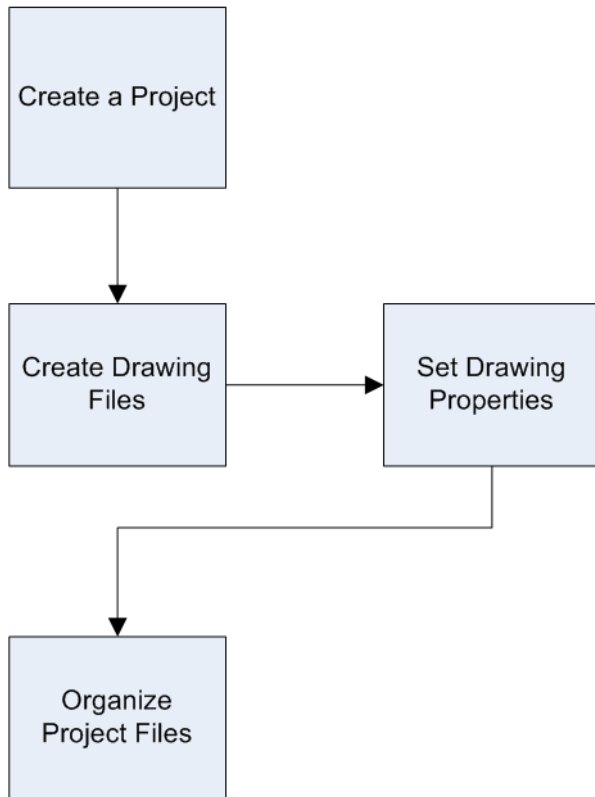 Create a Project
Create Drawing
Files
Set Drawing
Properties
Organize
Project Files